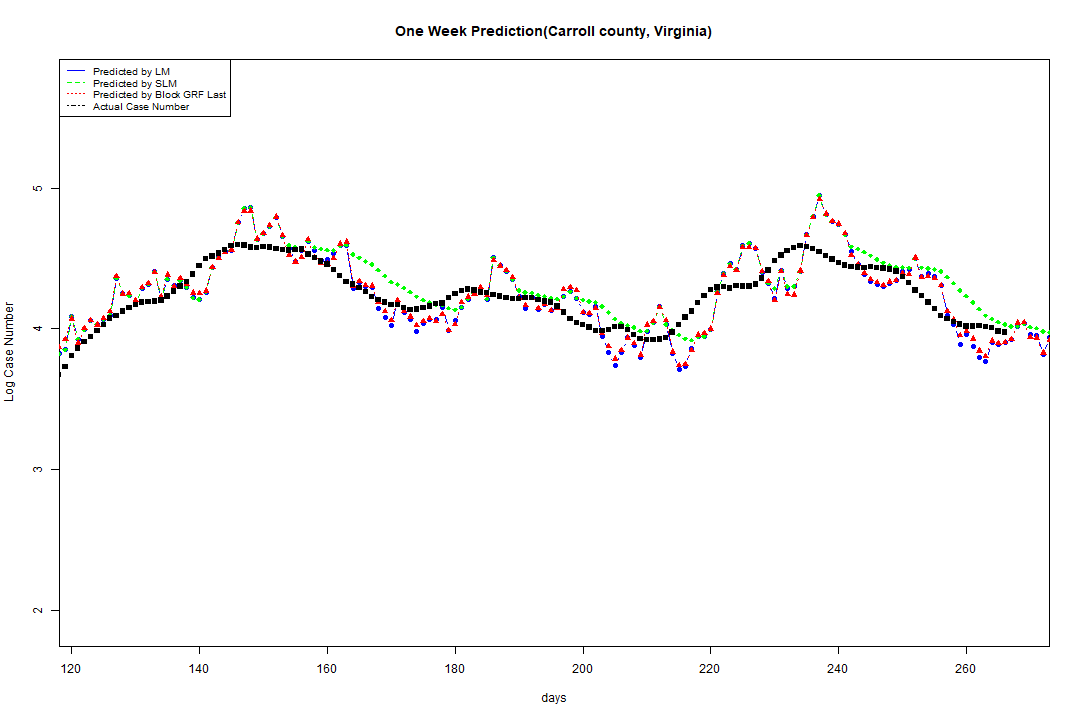 One Week Prediction(Carroll county, Virginia)
Predicted by LM
Predicted by SLM
Predicted by Block GRF Last
Actual Case Number
5
4
3
2
Log Case Number
120 140 160 180 200 220 240 260
days